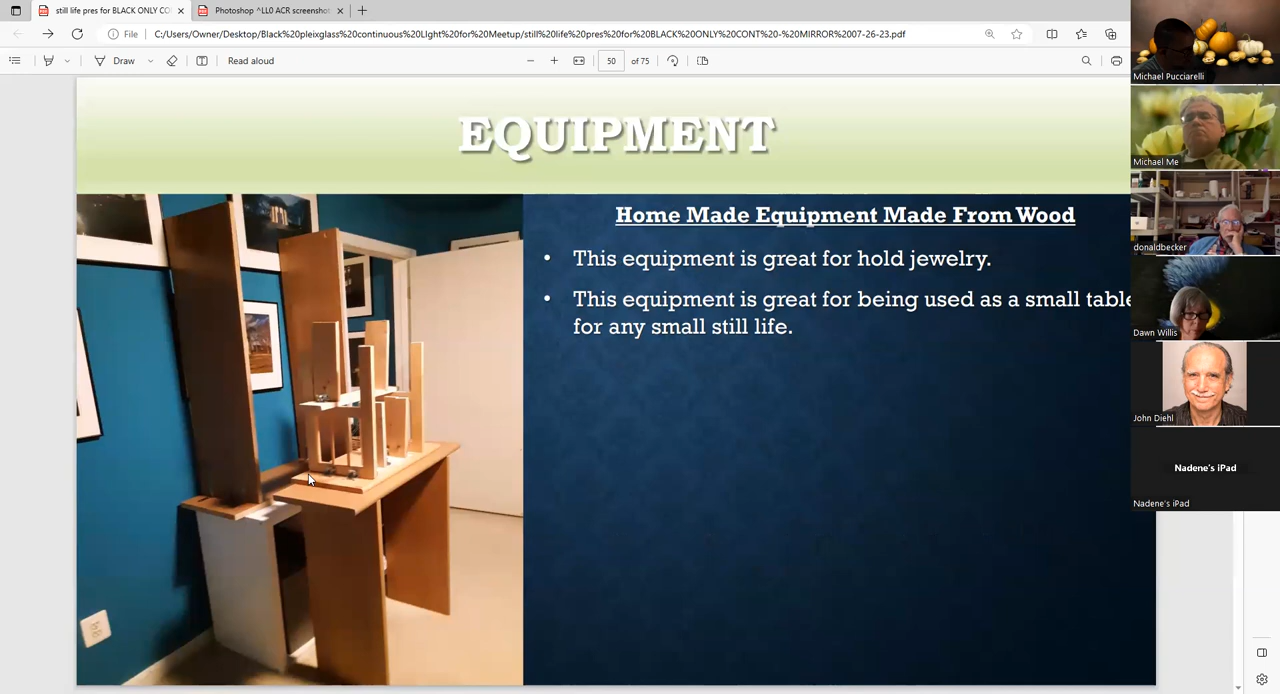 still life pres for BLACK ONLY CO
Photoshop ^LL0 ACR screenshot
File
C:/Users/Owner/Desktop/Black%20pleixglass%20continuous%20LIght%20for%20Meetup/still%20life%20pres%20for%20BLACK%20ONLY%20CONT%20-%20MIRROR%2007-26-23.pdf
Draw
Read aloud
50
of 75
EQUIPMENT
Home Made Equipment Made From Wood
• This equipment is great for hold jewelry.
• This equipment is great for being used as a small table
for any small still life.
Michael Pucciarelli
Michael Me
donaldbecker
Dawn Willis
John Diehl
Nadene's iPad
Nadene's iPad